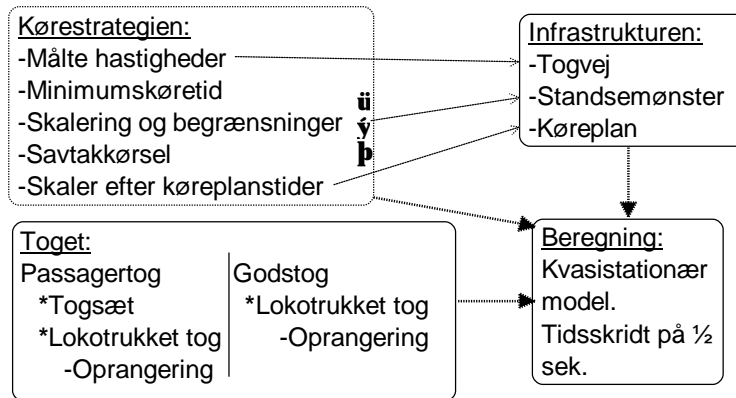 Kørestrategien:
-Målte hastigheder
-Minimumskøretid
-Skalering og begrænsninger
-Savtakkørsel
-Skaler efter køreplanstider
ü
ý
þ
Infrastrukturen:
-Togvej
-Standsemønster
-Køreplan
Toget:
Passagertog
*Togsæt
*Lokotrukket tog
-Oprangering
Godstog
*Lokotrukket tog
-Oprangering
Beregning:
Kvasistationær
model.
Tidsskridt på ½
sek.